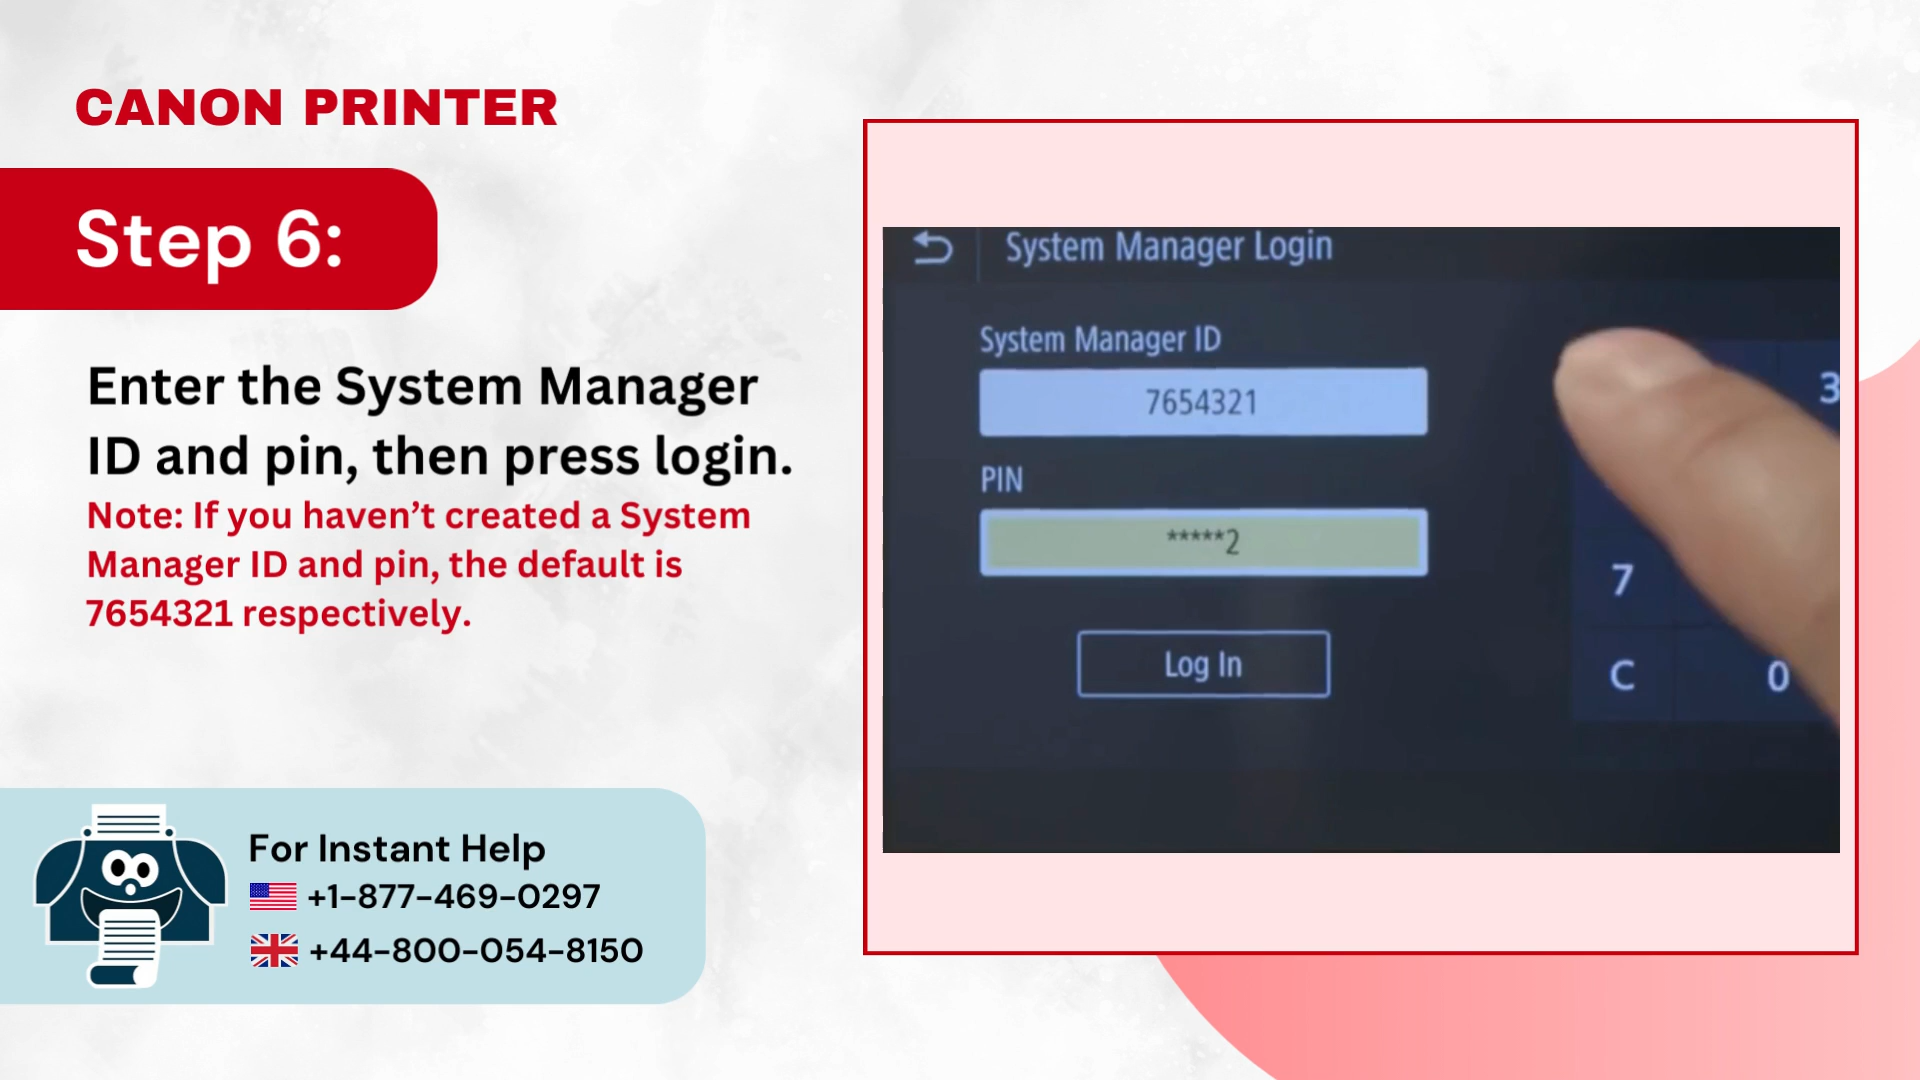 CANON PRINTER
Step 6:
Enter the System Manager
ID and pin, then press login.
Note: If you haven’t created a System
Manager ID and pin, the default is
7654321 respectively.
For Instant Help
+1-877-469-0297
+44-800-054-8150
System Manager Login
System Manager ID
7654321
PIN
*****2
Log In
3
7
C 0